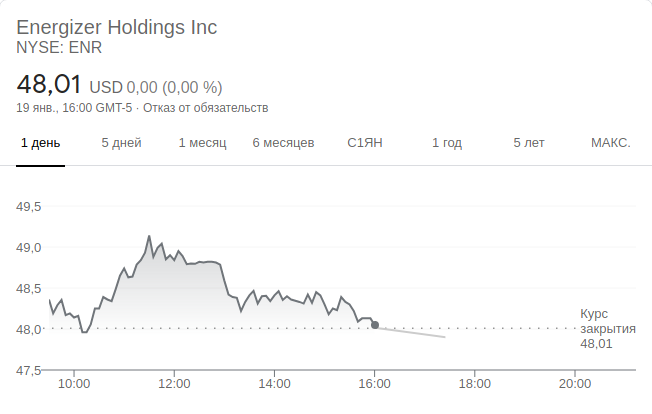 Energizer Holdings Inc
NYSE: ENR
48,01 USD 0,00 (0,00 %)
19 янв., 16:00 GMT-5 · Отказ от обязательств
1 день 5 дней 1 месяц 6 месяцев С1ЯН 1 год 5 лет МАКС.
49,5
49,0
48,5
48,0
47,5
Курс
закрытия
48,01
10:00 12:00 14:00 16:00 18:00 20:00